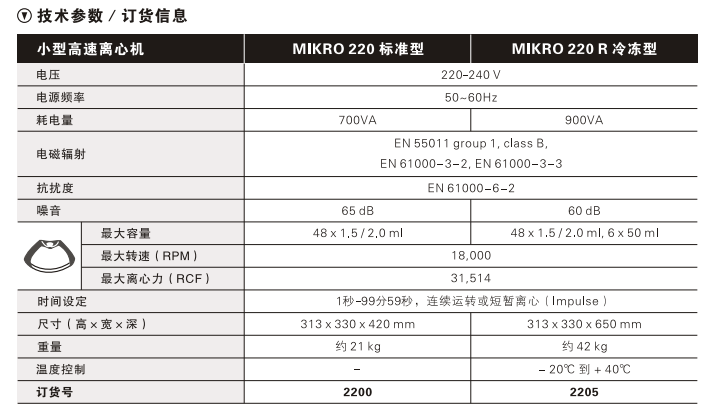 技术参数 / 订货信息
小型高速离心机 MIKRO 220 标准型 MIKRO 220 R 冷冻型
电压 220-240 V
电源频率 50~60Hz
耗电量 700VA 900VA
电磁辐射 EN 55011 group 1, class B,
EN 61000-3-2, EN 61000-3-3
抗扰度 EN 61000-6-2
噪音 65 dB 60 dB
最大容量 48 x 1.5 / 2.0 ml 48 x 1.5 / 2.0 ml, 6 x 50 ml
最大转速 ( RPM ) 18,000
最大离心力 ( RCF ) 31,514
时间设定 1秒-99分59秒，连续运转或短暂离心 ( Impulse )
尺寸 ( 高 × 宽 × 深 ) 313 x 330 x 420 mm 313 x 330 x 650 mm
重量 约 21 kg 约 42 kg
温度控制 – – 20℃ 到 + 40℃
订货号 2200 2205